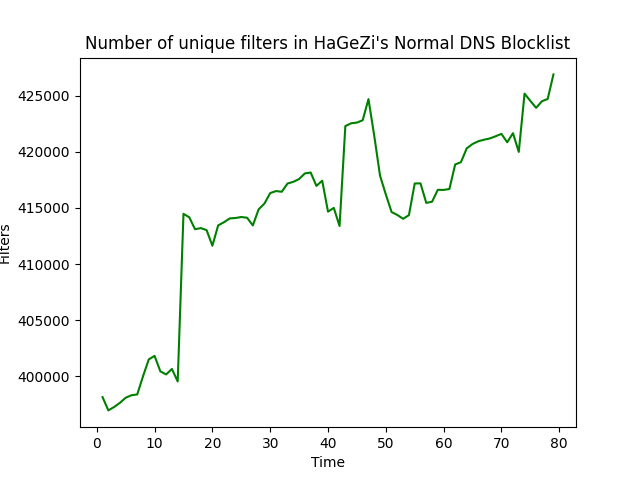 Number of unique filters in HaGeZi's Normal DNS Blocklist
425000
420000
415000
410000
405000
400000
Filters
0 10 20 30 40 50 60 70 80
Time